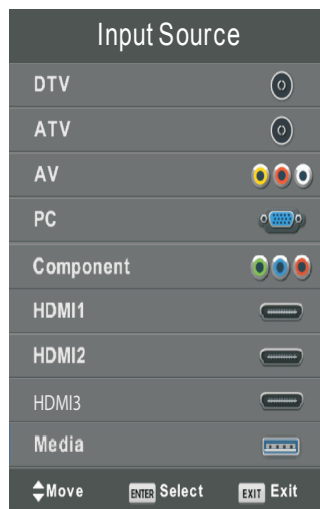 Input Source
DTV
ATV
AV
PC
Component
HDMI1
HDMI2
HDMI3
Media
Move ENTER Select EXIT Exit